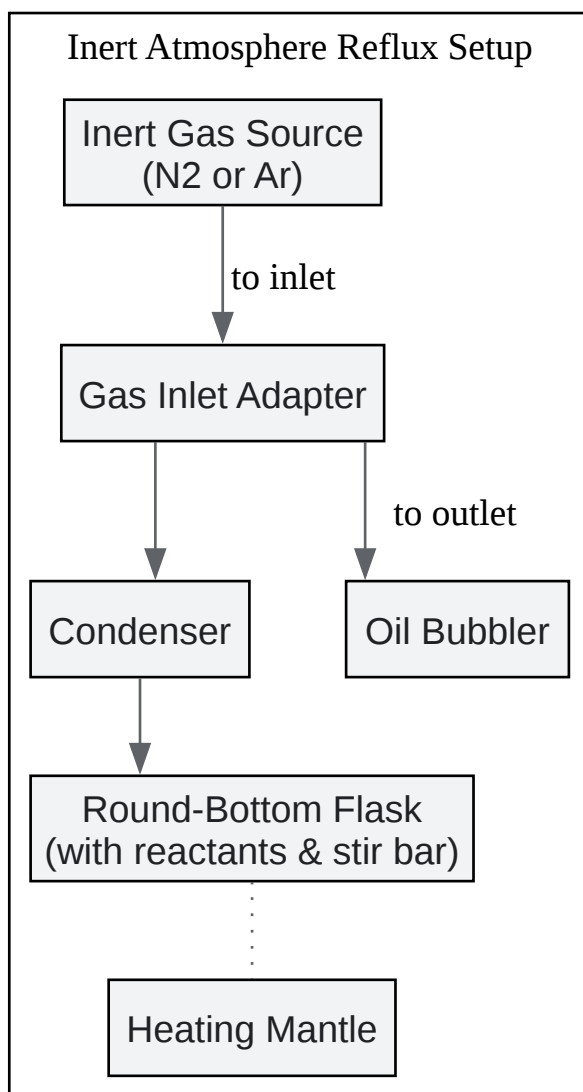 Inert Atmosphere Reflux Setup
Inert Gas Source
(N2 or Ar)
to inlet
Gas Inlet Adapter
to outlet
Condenser
Oil Bubbler
Round-Bottom Flask
(with reactants & stir bar)
Heating Mantle